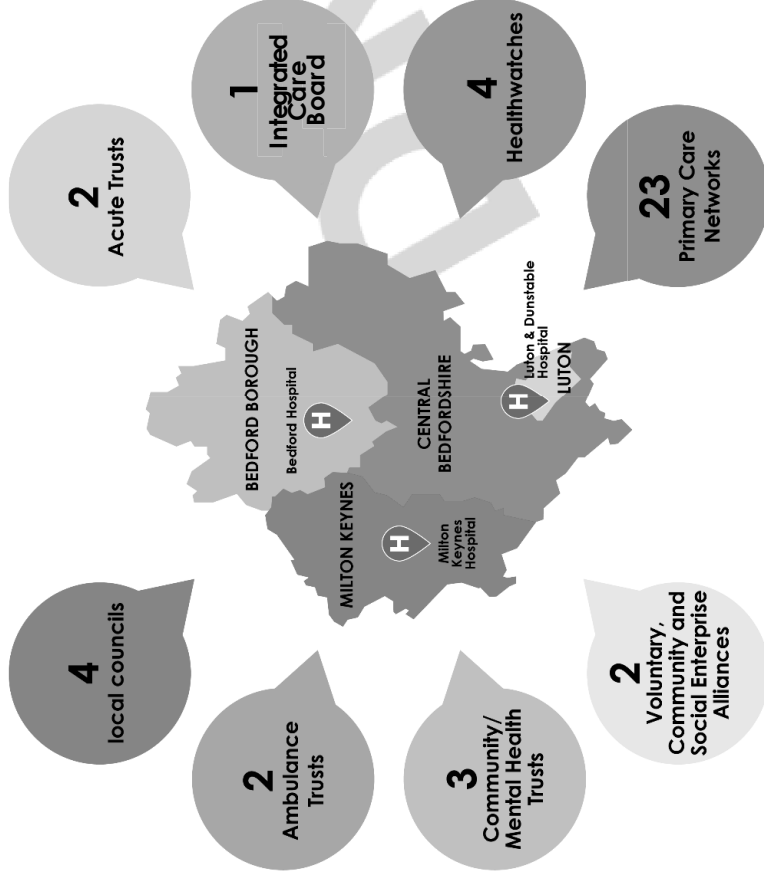 4
local councils
2
Acute Trusts
2
Ambulance
Trusts
1
Integrated
Care
Board
3
Community/
Mental Health
Trusts
4
Healthwatches
2
Voluntary,
Community and
Social Enterprise
Alliances
23
Primary Care
Networks
BEDFORD BOROUGH
Bedford Hospital
H
MILTON KEYNES
H
Milton
Keynes
Hospital
CENTRAL
BEDFORDSHIRE
H
Luton & Dunstable
Hospital
LUTON